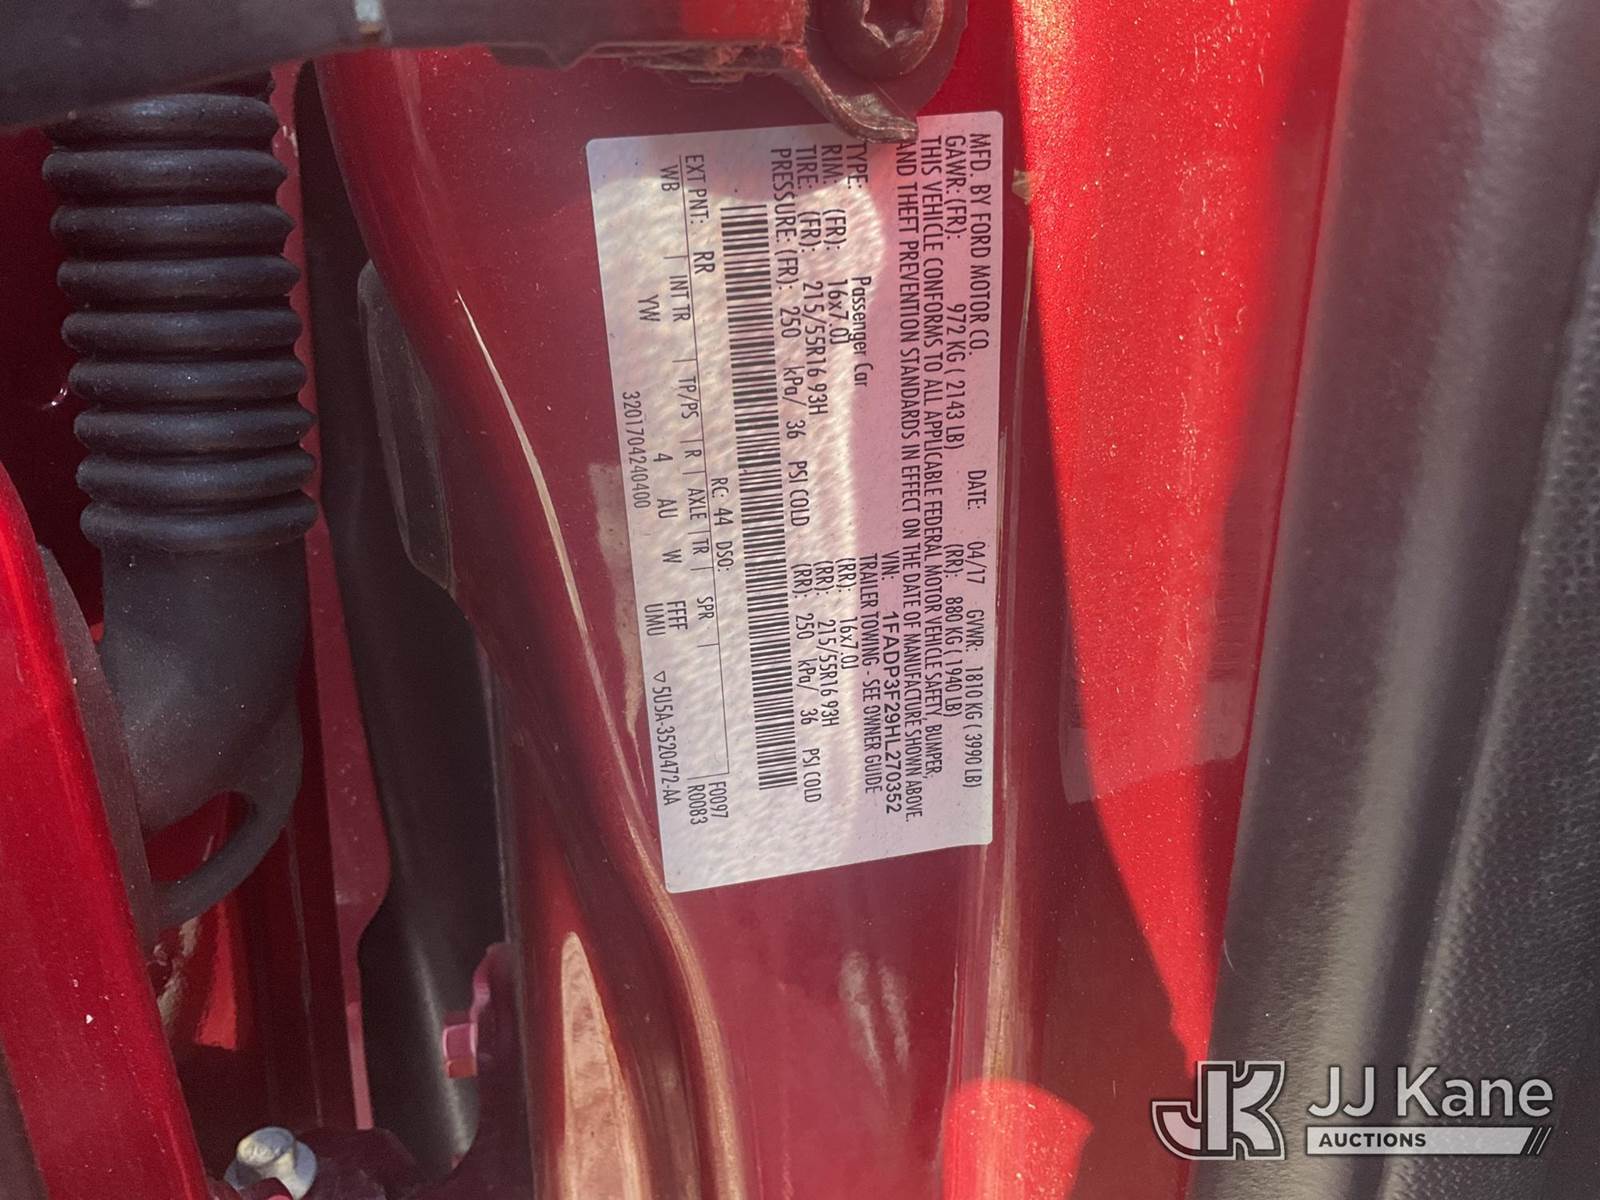 MFD. BY FORD MOTOR CO.
DATE: 04/17 GVWR: 1810 KG ( 3990 LB)
GAWR: (FR): 972 KG ( 2143 LB) (RR): 880 KG ( 1940 LB)
THIS VEHICLE CONFORMS TO ALL APPLICABLE FEDERAL MOTOR VEHICLE SAFETY, BUMPER,
AND THEFT PREVENTION STANDARDS IN EFFECT ON THE DATE OF MANUFACTURE SHOWN ABOVE.
VIN: 1FADP3F29HL270352
TYPE: Passenger Car TRAILER TOWING - SEE OWNER GUIDE
RIM: (FR): 16x7.0J (RR): 16x7.0J
TIRE: (FR): 215/55R16 93H (RR): 215/55R16 93H
PRESSURE: (FR): 250 kPa/ 36 PSI COLD (RR): 250 kPa/ 36 PSI COLD
RC: 44 DSO:
EXT PNT: RR F0097
WB INT TR TP/PS R AXLE TR SPR R0083
YW 4 AU W FFFF
3201704240400 UMU ▽5U5A-3520472-AA
JK JJ Kane
AUCTIONS